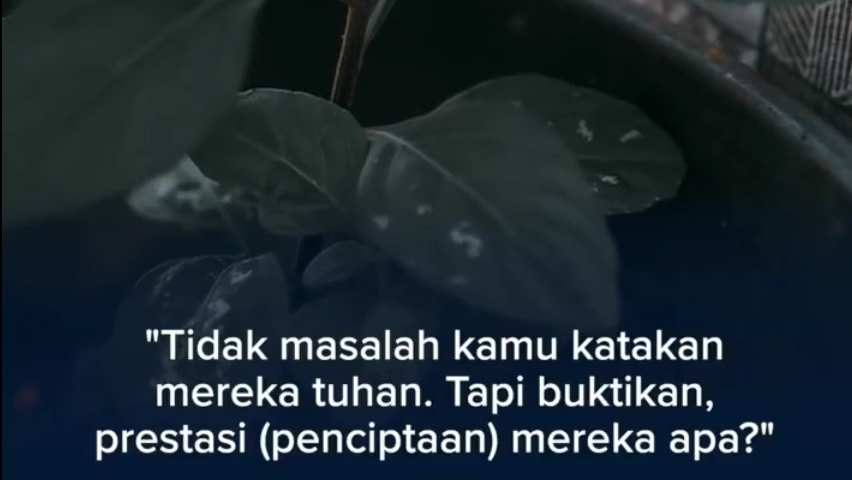 "Tidak masalah kamu katakan
mereka tuhan. Tapi buktikan,
prestasi (penciptaan) mereka apa?"